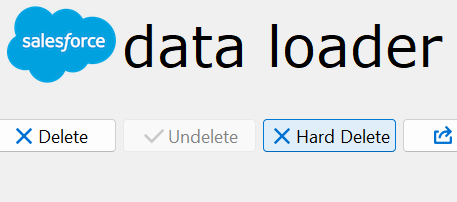 salesforce
data loader
Delete
Undelete
Hard Delete